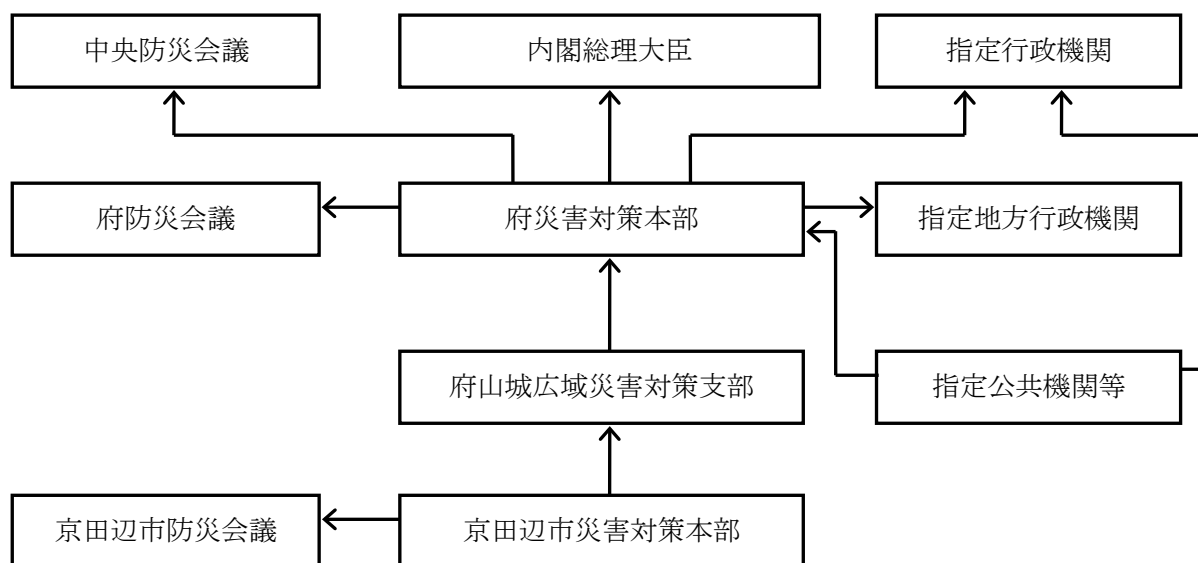 中央防災会議
内閣総理大臣
指定行政機関
府防災会議
府災害対策本部
指定地方行政機関
府山城広域災害対策支部
指定公共機関等
京田辺市防災会議
京田辺市災害対策本部